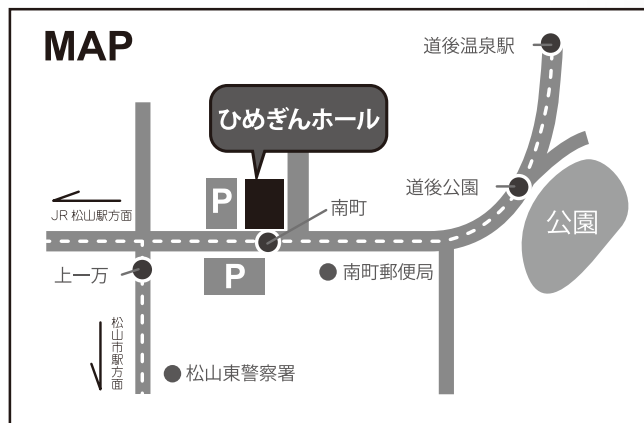 MAP
道後温泉駅
ひめぎんホール
P
道後公園
南町
JR 松山駅方面
公園
上一万
P
南町郵便局
松山市駅方面
松山東警察署